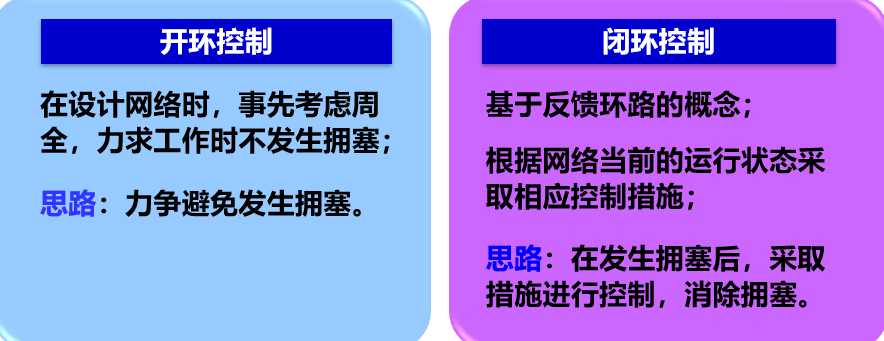 开环控制
在设计网络时，事先考虑周
全，力求工作时不发生拥塞；
思路：力争避免发生拥塞。
闭环控制
基于反馈环路的概念；
根据网络当前的运行状态采
取相应控制措施；
思路：在发生拥塞后，采取
措施进行控制，消除拥塞。